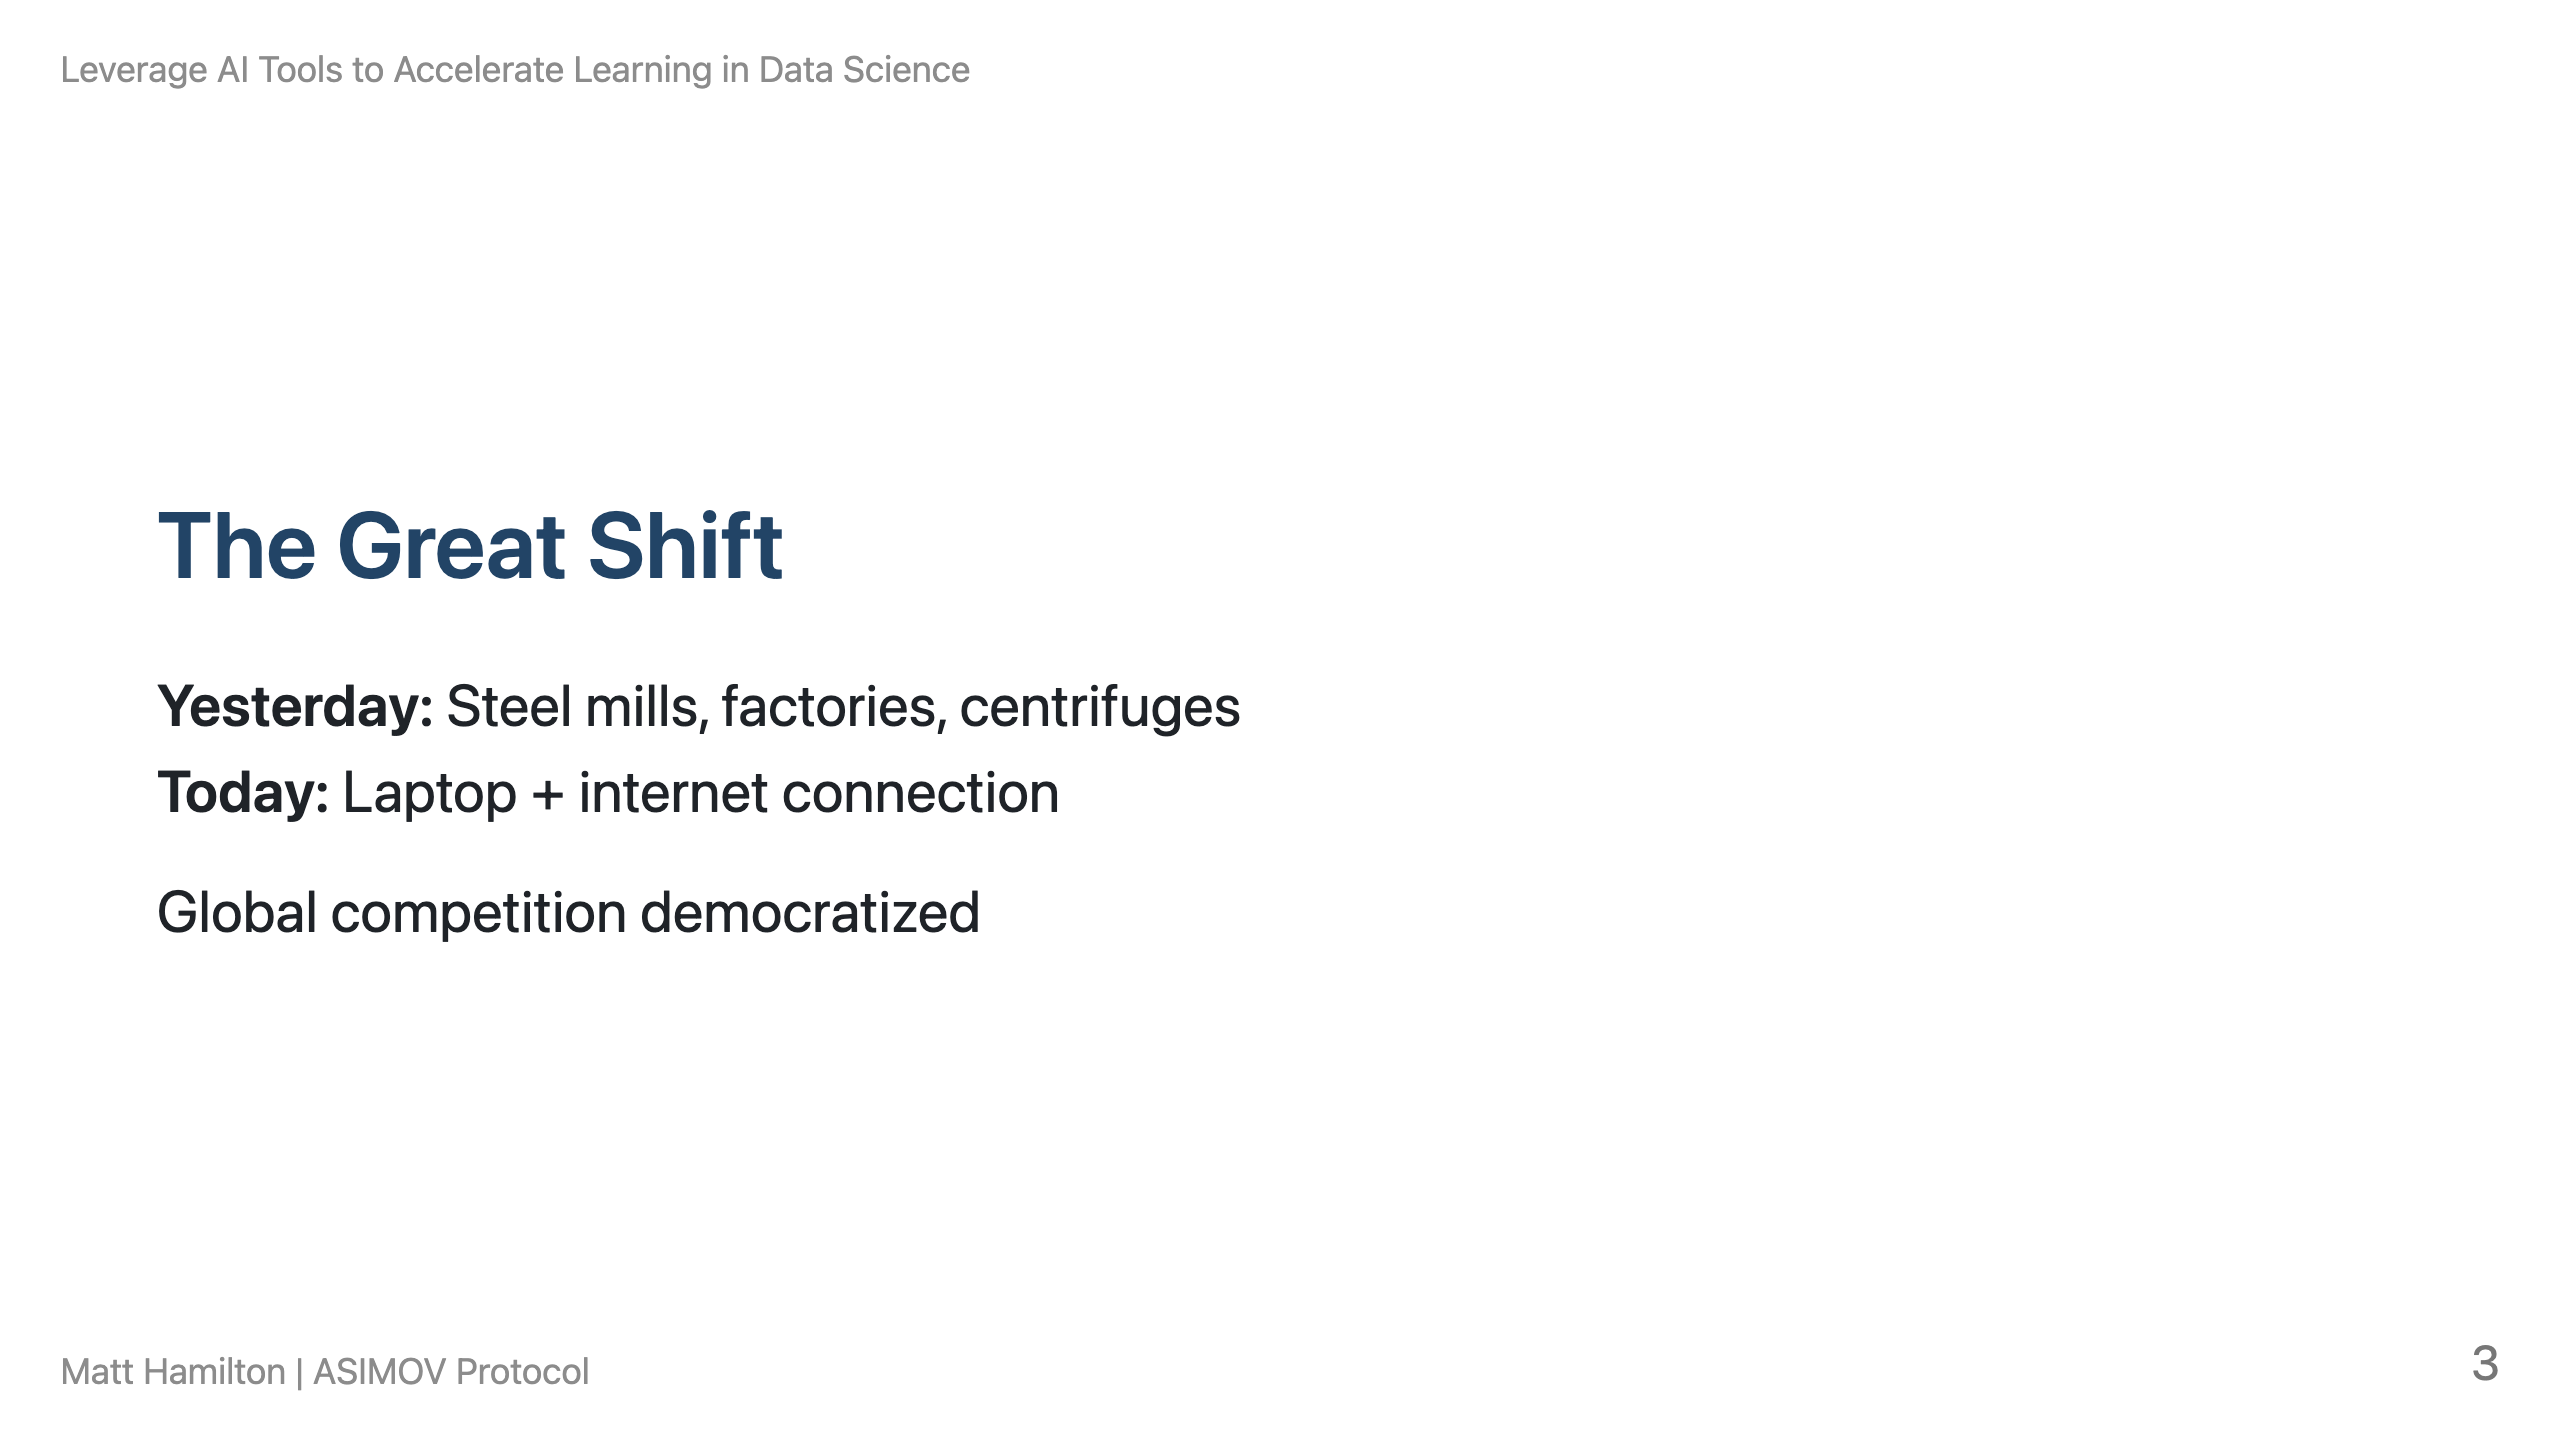 Leverage AI Tools to Accelerate Learning in Data Science
The Great Shift
Yesterday: Steel mills, factories, centrifuges
Today: Laptop + internet connection
Global competition democratized
Matt Hamilton | ASIMOV Protocol
3